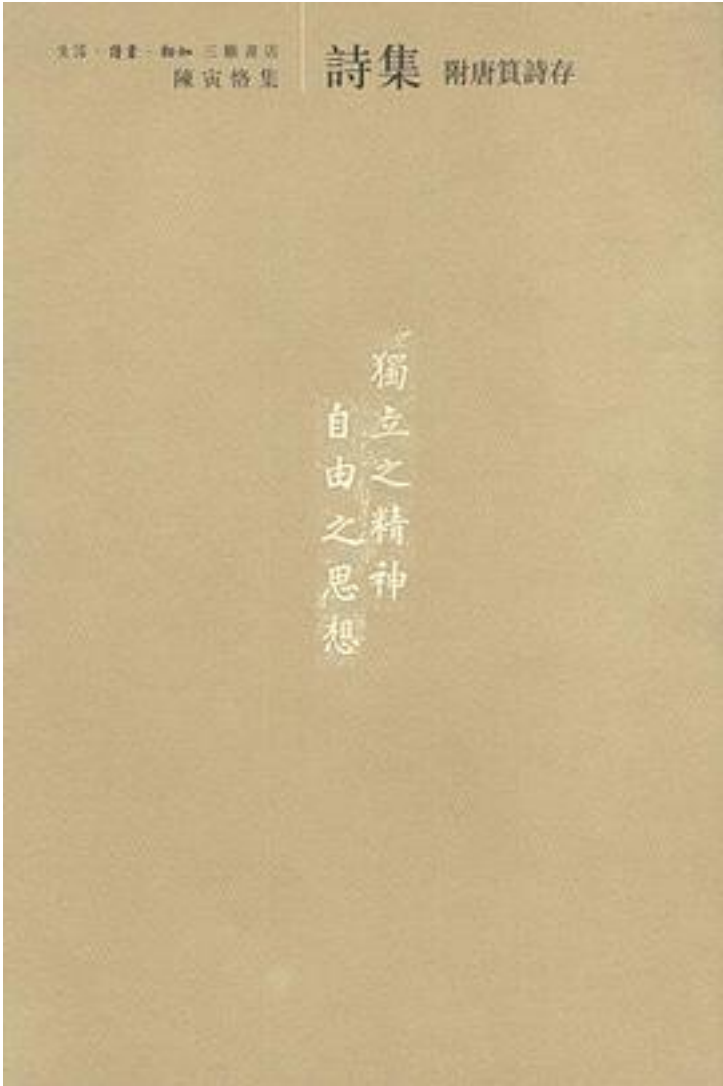 生活·讀書·新知 三聯書店
陳寅恪集
詩集 附唐篔詩存
獨立之精神
自由之思想